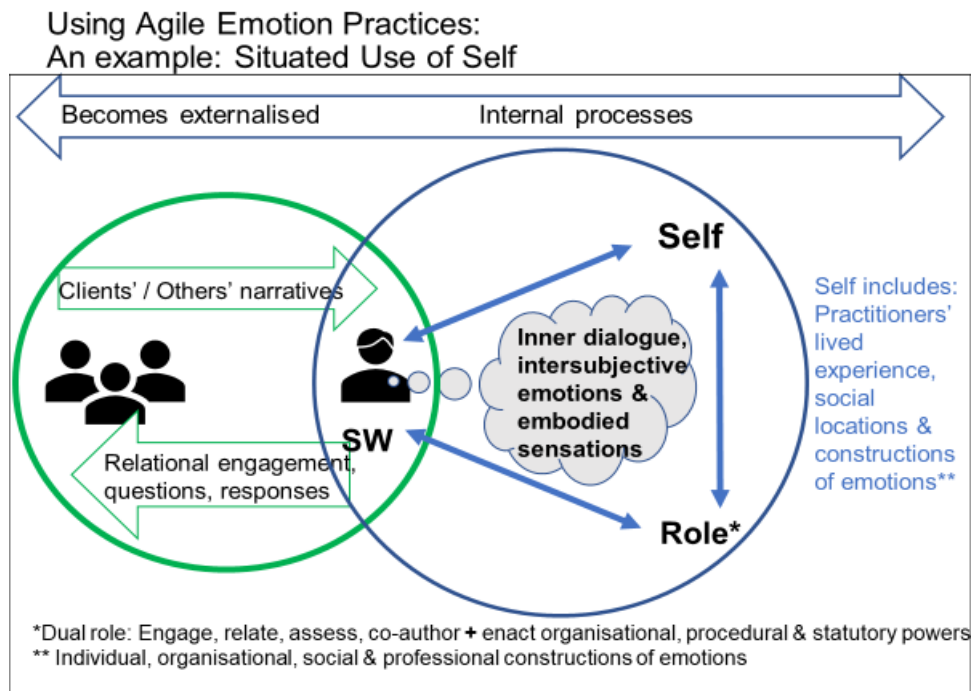 Using Agile Emotion Practices:
An example: Situated Use of Self
Becomes externalised
Internal processes
Clients' / Others' narratives
SW
Relational engagement,
questions, responses
Self
Inner dialogue,
intersubjective
emotions &
embodied
sensations
Role*
Self includes:
Practitioners'
lived
experience,
social
locations &
constructions
of emotions**
*Dual role: Engage, relate, assess, co-author + enact organisational, procedural & statutory powers
** Individual, organisational, social & professional constructions of emotions